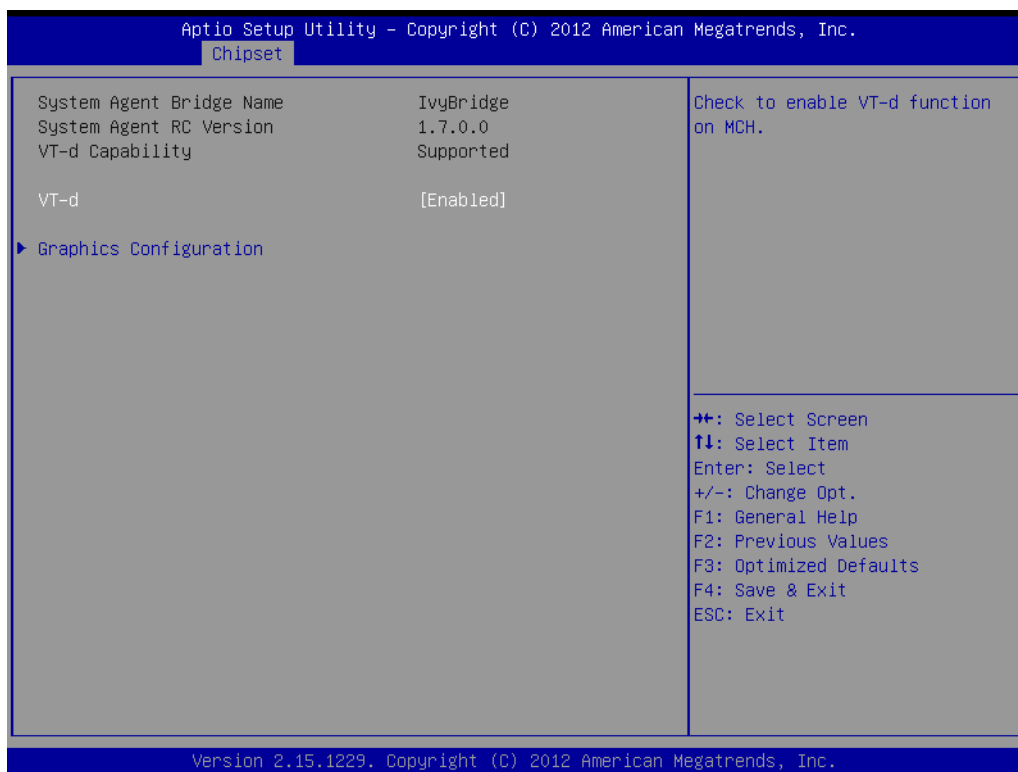 Aptio Setup Utility – Copyright (C) 2012 American Megatrends, Inc.
Chipset
System Agent Bridge Name IvyBridge
System Agent RC Version 1.7.0.0
VT-d Capability Supported
VT-d [Enabled]
Graphics Configuration
Check to enable VT-d function
on MCH.
→←: Select Screen
↑↓: Select Item
Enter: Select
+/-: Change Opt.
F1: General Help
F2: Previous Values
F3: Optimized Defaults
F4: Save & Exit
ESC: Exit
Version 2.15.1229. Copyright (C) 2012 American Megatrends, Inc.